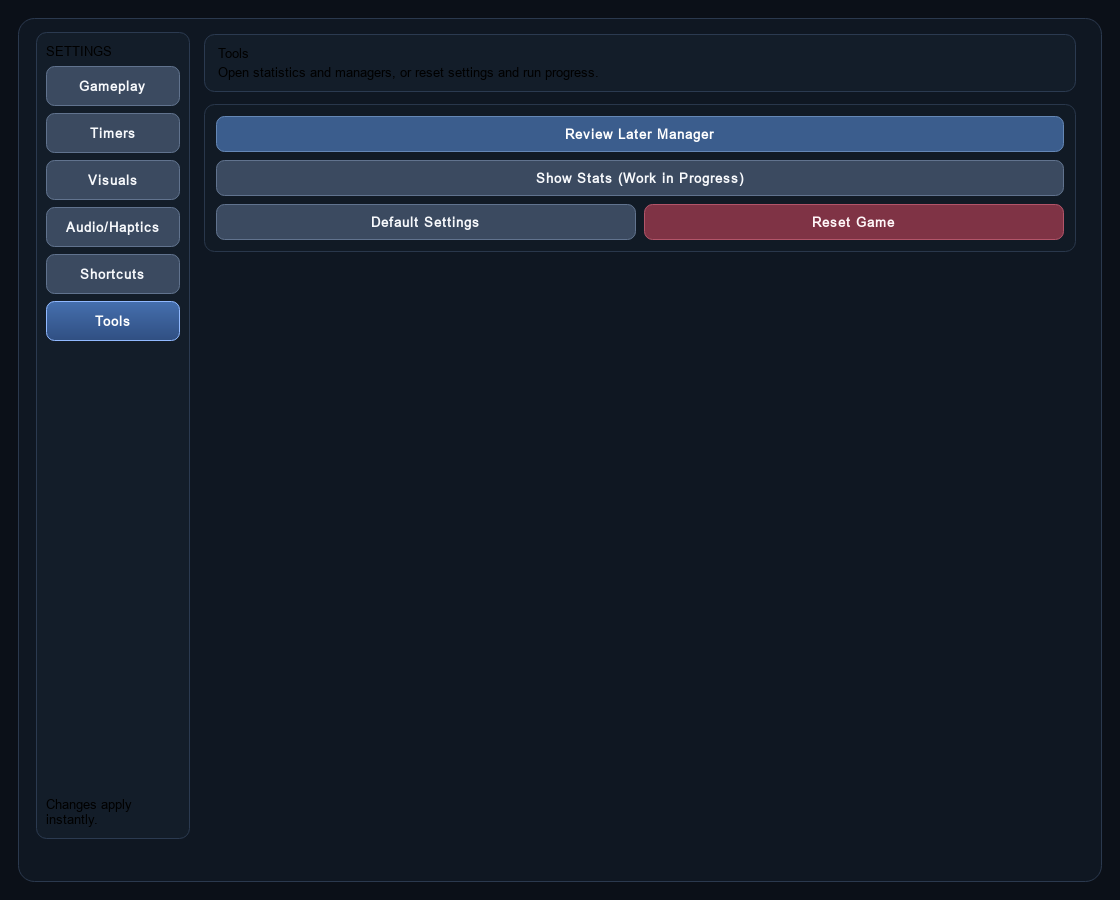 SETTINGS
Gameplay
Timers
Visuals
Audio/Haptics
Shortcuts
Tools
Changes apply
instantly.
Tools
Open statistics and managers, or reset settings and run progress.
Review Later Manager
Show Stats (Work in Progress)
Default Settings
Reset Game